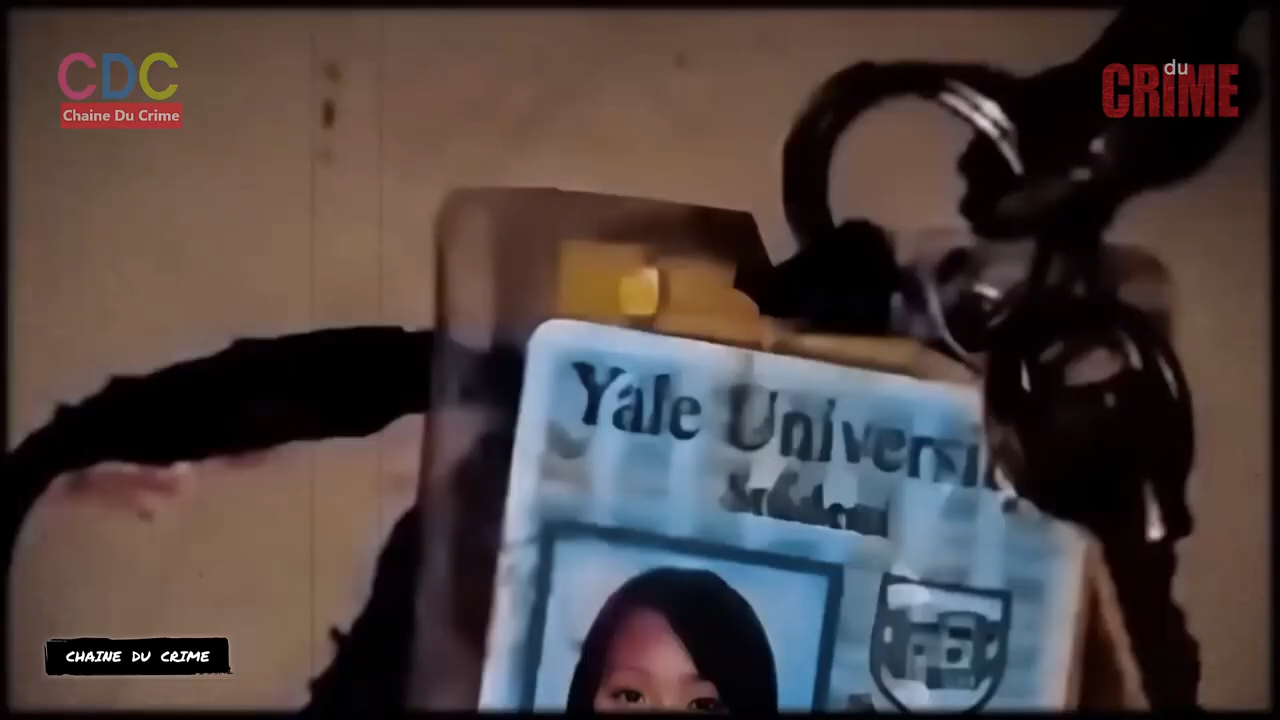 CDC
Chaine Du Crime
du
CRIME
Yale Universi
CHAINE DU CRIME